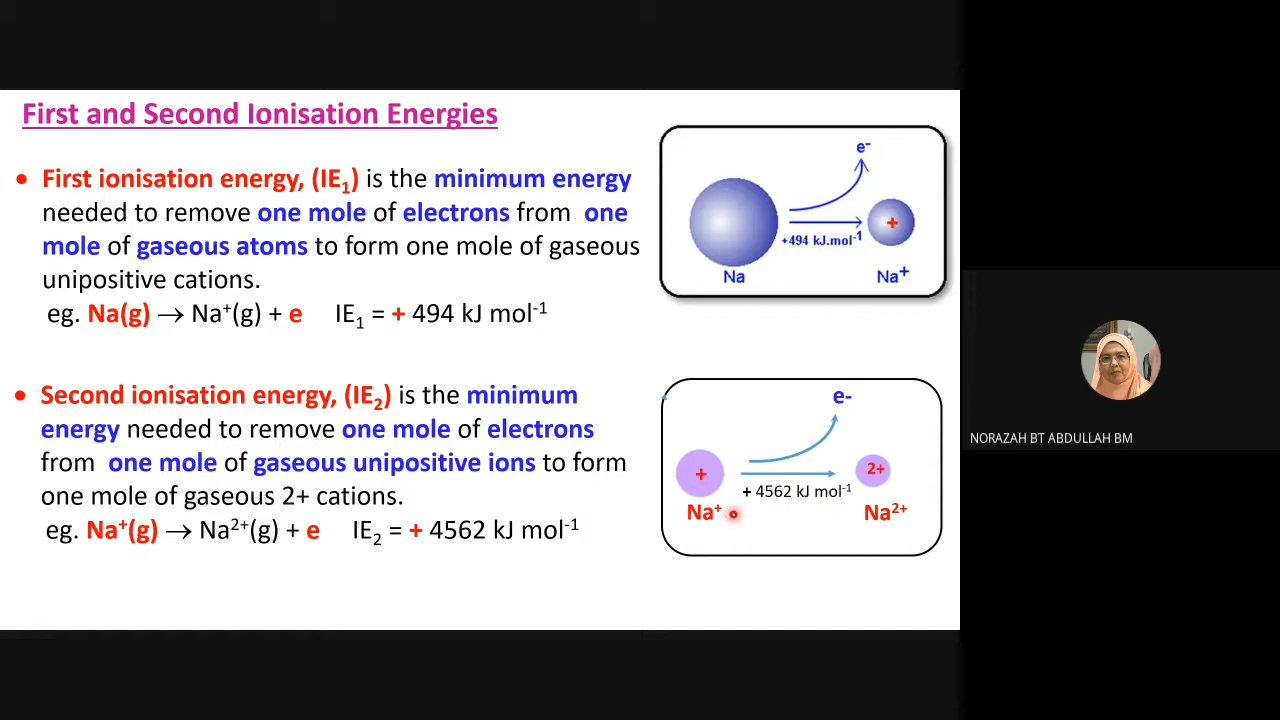 First and Second Ionisation Energies
• First ionisation energy, (IE₁) is the minimum energy
needed to remove one mole of electrons from one
mole of gaseous atoms to form one mole of gaseous
unipositive cations.
eg. Na(g) → Na⁺(g) + e IE₁ = + 494 kJ mol⁻¹
e⁻
+494 kJ.mol⁻¹
Na
Na⁺
• Second ionisation energy, (IE₂) is the minimum
energy needed to remove one mole of electrons
from one mole of gaseous unipositive ions to form
one mole of gaseous 2+ cations.
eg. Na⁺(g) → Na²⁺(g) + e IE₂ = + 4562 kJ mol⁻¹
e-
+
2+
+ 4562 kJ mol⁻¹
Na⁺
Na²⁺
+
NORAZAH BT ABDULLAH BM